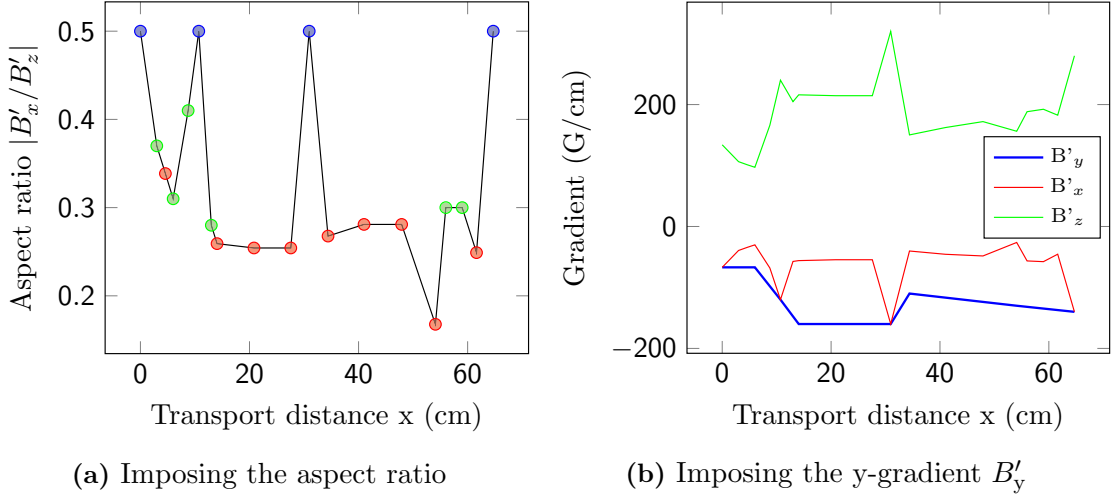 0.5
0.4
0.3
0.2
Aspect ratio |B′x/B′z|
0 20 40 60
Transport distance x (cm)
(a) Imposing the aspect ratio
200
0
−200
Gradient (G/cm)
B'y
B'x
B'z
0 20 40 60
Transport distance x (cm)
(b) Imposing the y-gradient B′y